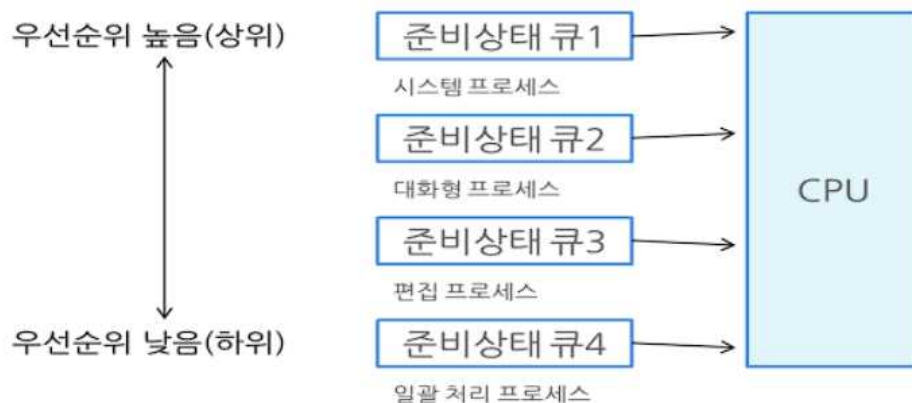 우선순위 높음(상위)
준비상태 큐1
시스템 프로세스
준비상태 큐2
대화형 프로세스
CPU
준비상태 큐3
편집 프로세스
우선순위 낮음(하위)
준비상태 큐4
일괄 처리 프로세스